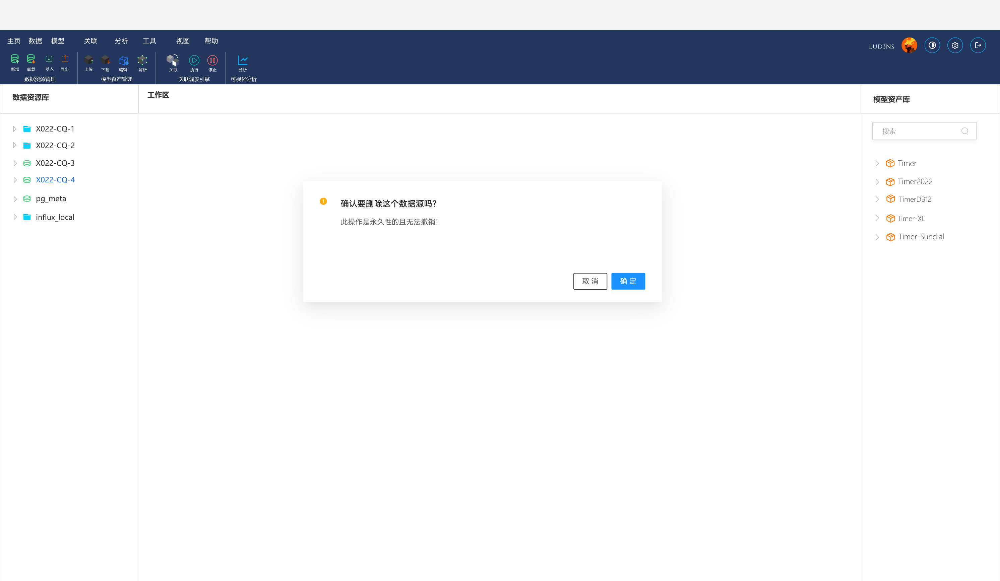 主页 数据 模型 关联 分析 工具 视图 帮助
Lud3ns
新增 卸载 导入 导出 上传 下载 编辑 解析 关联 执行 停止 分析
数据资源管理 模型资产管理 关联调度引擎 可视化分析
数据资源库
X022-CQ-1
X022-CQ-2
X022-CQ-3
X022-CQ-4
pg_meta
influx_local
工作区
确认要删除这个数据源吗?
此操作是永久性的且无法撤销!
取 消 确 定
模型资产库
搜索
Timer
Timer2022
TimerDB12
Timer-XL
Timer-Sundial